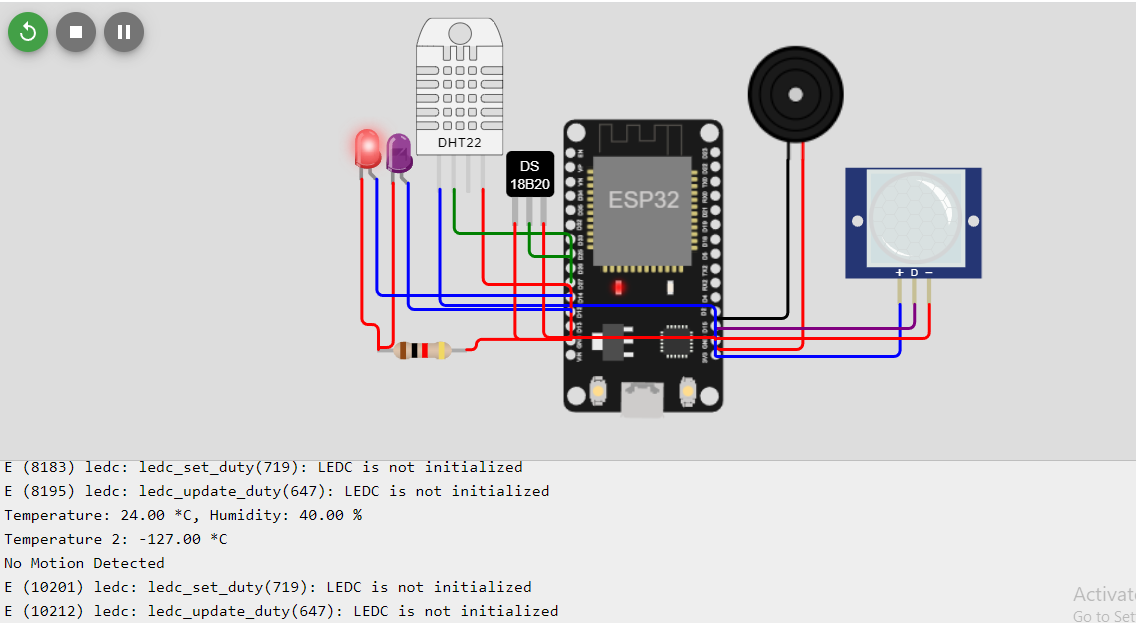 DHT22
DS
18B20
ESP32
+ D −
E (8183) ledc: ledc_set_duty(719): LEDC is not initialized
E (8195) ledc: ledc_update_duty(647): LEDC is not initialized
Temperature: 24.00 *C, Humidity: 40.00 %
Temperature 2: -127.00 *C
No Motion Detected
E (10201) ledc: ledc_set_duty(719): LEDC is not initialized
E (10212) ledc: ledc_update_duty(647): LEDC is not initialized
Activat
Go to Set